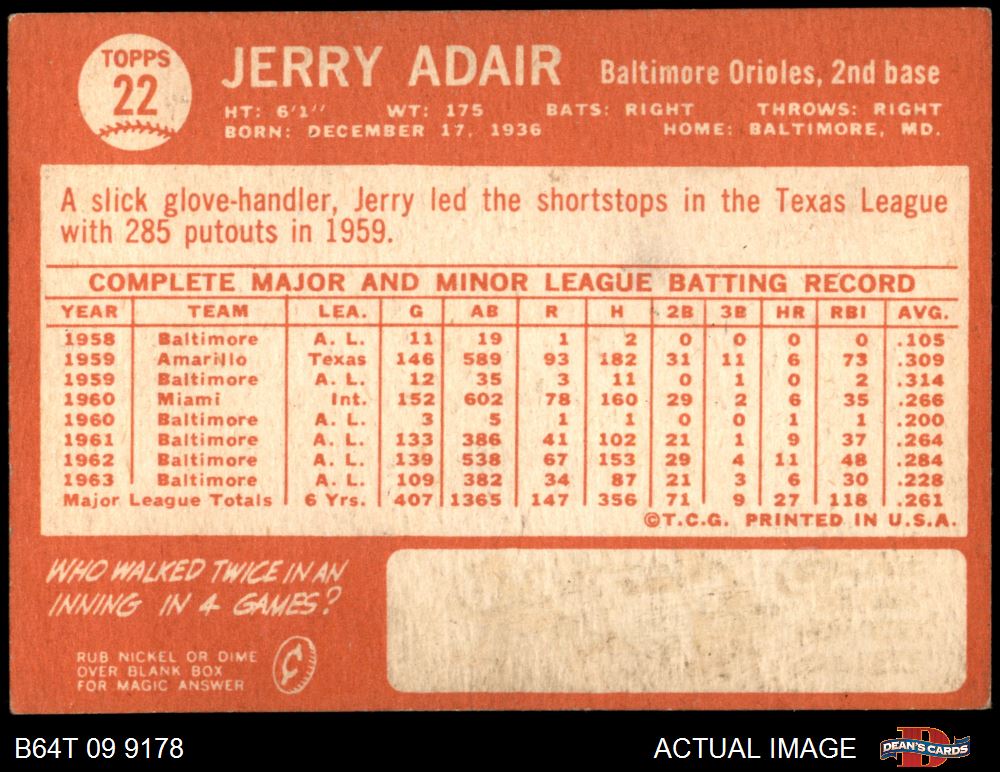 TOPPS
22
JERRY ADAIR Baltimore Orioles, 2nd base
HT: 6'1" WT: 175 BATS: RIGHT THROWS: RIGHT
BORN: DECEMBER 17, 1936 HOME: BALTIMORE, MD.
A slick glove-handler, Jerry led the shortstops in the Texas League
with 285 putouts in 1959.
COMPLETE MAJOR AND MINOR LEAGUE BATTING RECORD
YEAR TEAM LEA. G AB R H 2B 3B HR RBI AVG.
1958 Baltimore A. L. 11 19 1 2 0 0 0 0 .105
1959 Amarillo Texas 146 589 93 182 31 11 6 73 .309
1959 Baltimore A. L. 12 35 3 11 0 1 0 2 .314
1960 Miami Int. 152 602 78 160 29 2 6 35 .266
1960 Baltimore A. L. 3 5 1 1 0 0 1 1 .200
1961 Baltimore A. L. 133 386 41 102 21 1 9 37 .264
1962 Baltimore A. L. 139 538 67 153 29 4 11 48 .284
1963 Baltimore A. L. 109 382 34 87 21 3 6 30 .228
Major League Totals 6 Yrs. 407 1365 147 356 71 9 27 118 .261
©T.C.G. PRINTED IN U.S.A.
WHO WALKED TWICE IN AN
INNING IN 4 GAMES?
RUB NICKEL OR DIME
OVER BLANK BOX
FOR MAGIC ANSWER
¢
B64T 09 9178 ACTUAL IMAGE DEAN'S CARDS